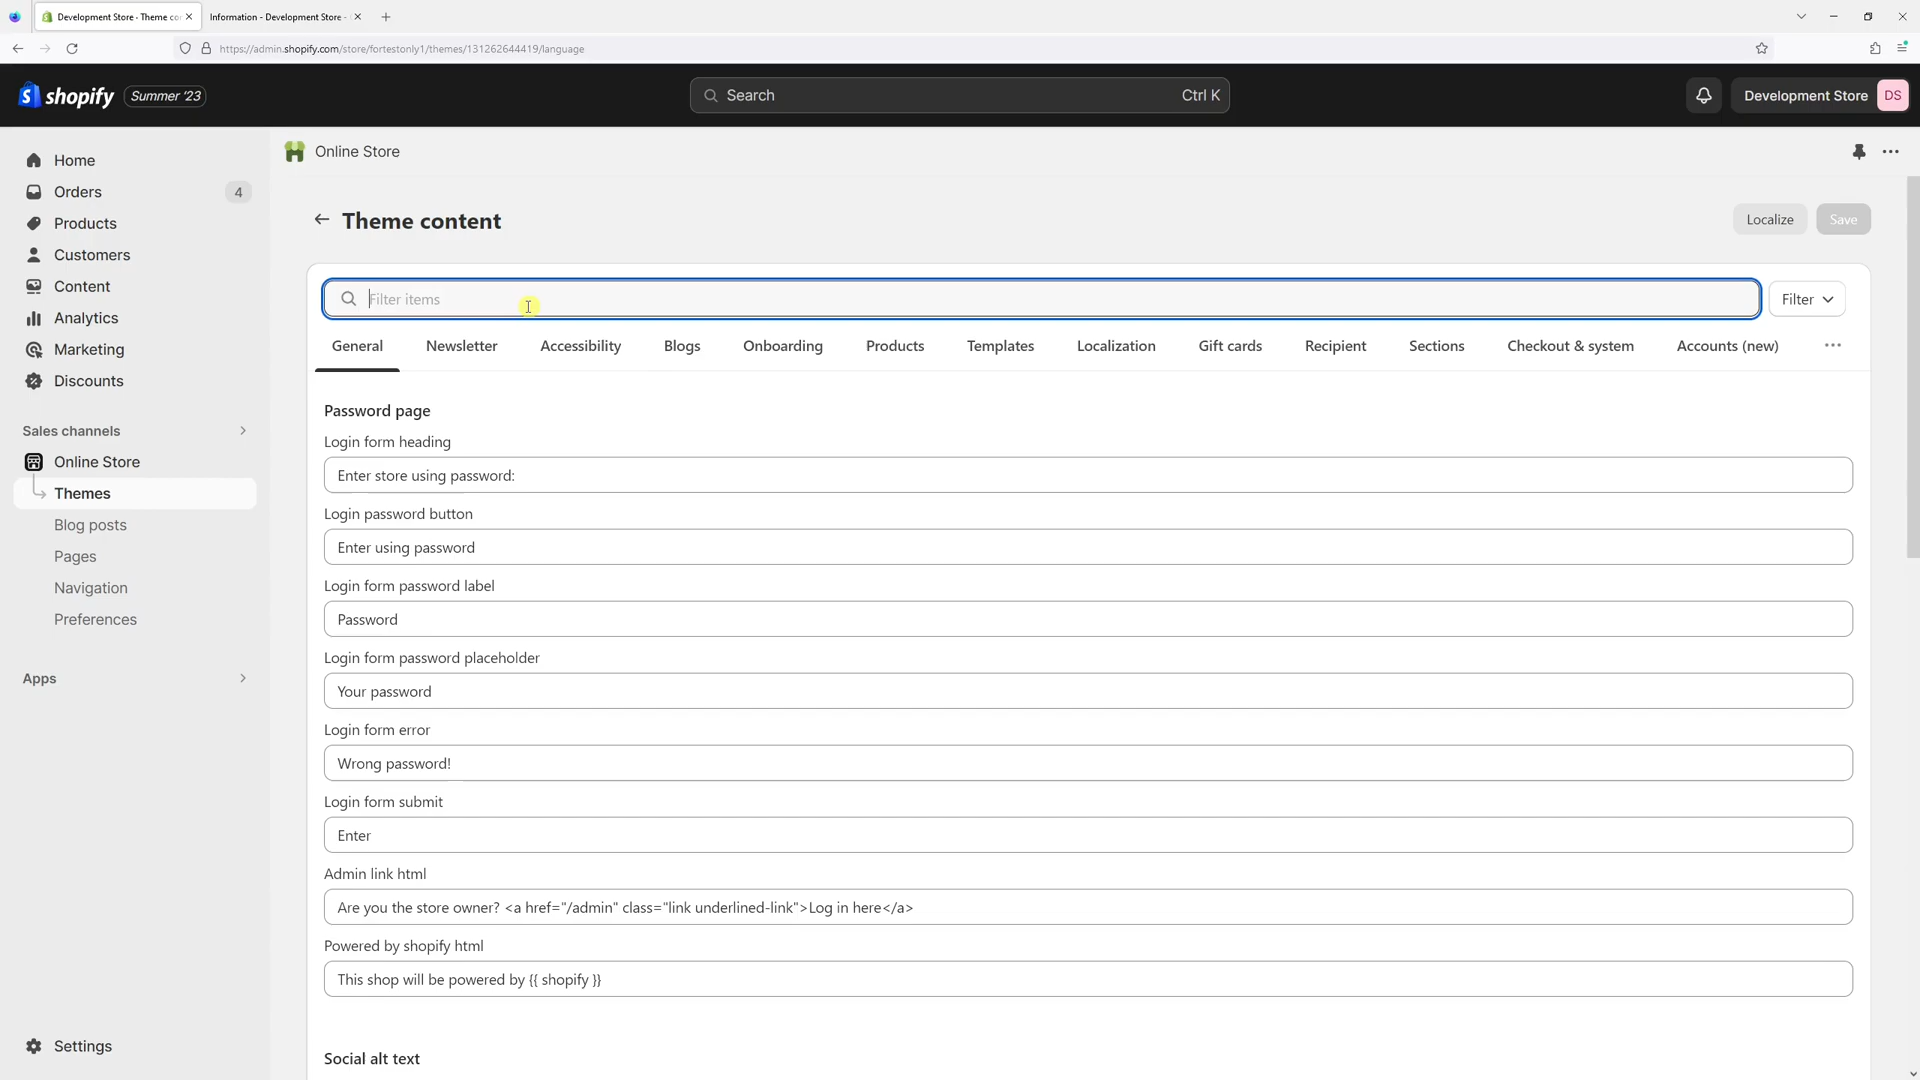 Development Store - Theme con
Information - Development Store -
https://admin.shopify.com/store/fortestonly1/themes/131262644419/language
shopify
Summer '23
Search
Ctrl K
Development Store
DS
Home
Orders
4
Products
Customers
Content
Analytics
Marketing
Discounts
Sales channels
Online Store
Themes
Blog posts
Pages
Navigation
Preferences
Apps
Settings
Online Store
Theme content
Localize
Save
Filter items
Filter
General
Newsletter
Accessibility
Blogs
Onboarding
Products
Templates
Localization
Gift cards
Recipient
Sections
Checkout & system
Accounts (new)
Password page
Login form heading
Enter store using password:
Login password button
Enter using password
Login form password label
Password
Login form password placeholder
Your password
Login form error
Wrong password!
Login form submit
Enter
Admin link html
Are you the store owner? <a href="/admin" class="link underlined-link">Log in here</a>
Powered by shopify html
This shop will be powered by {{ shopify }}
Social alt text